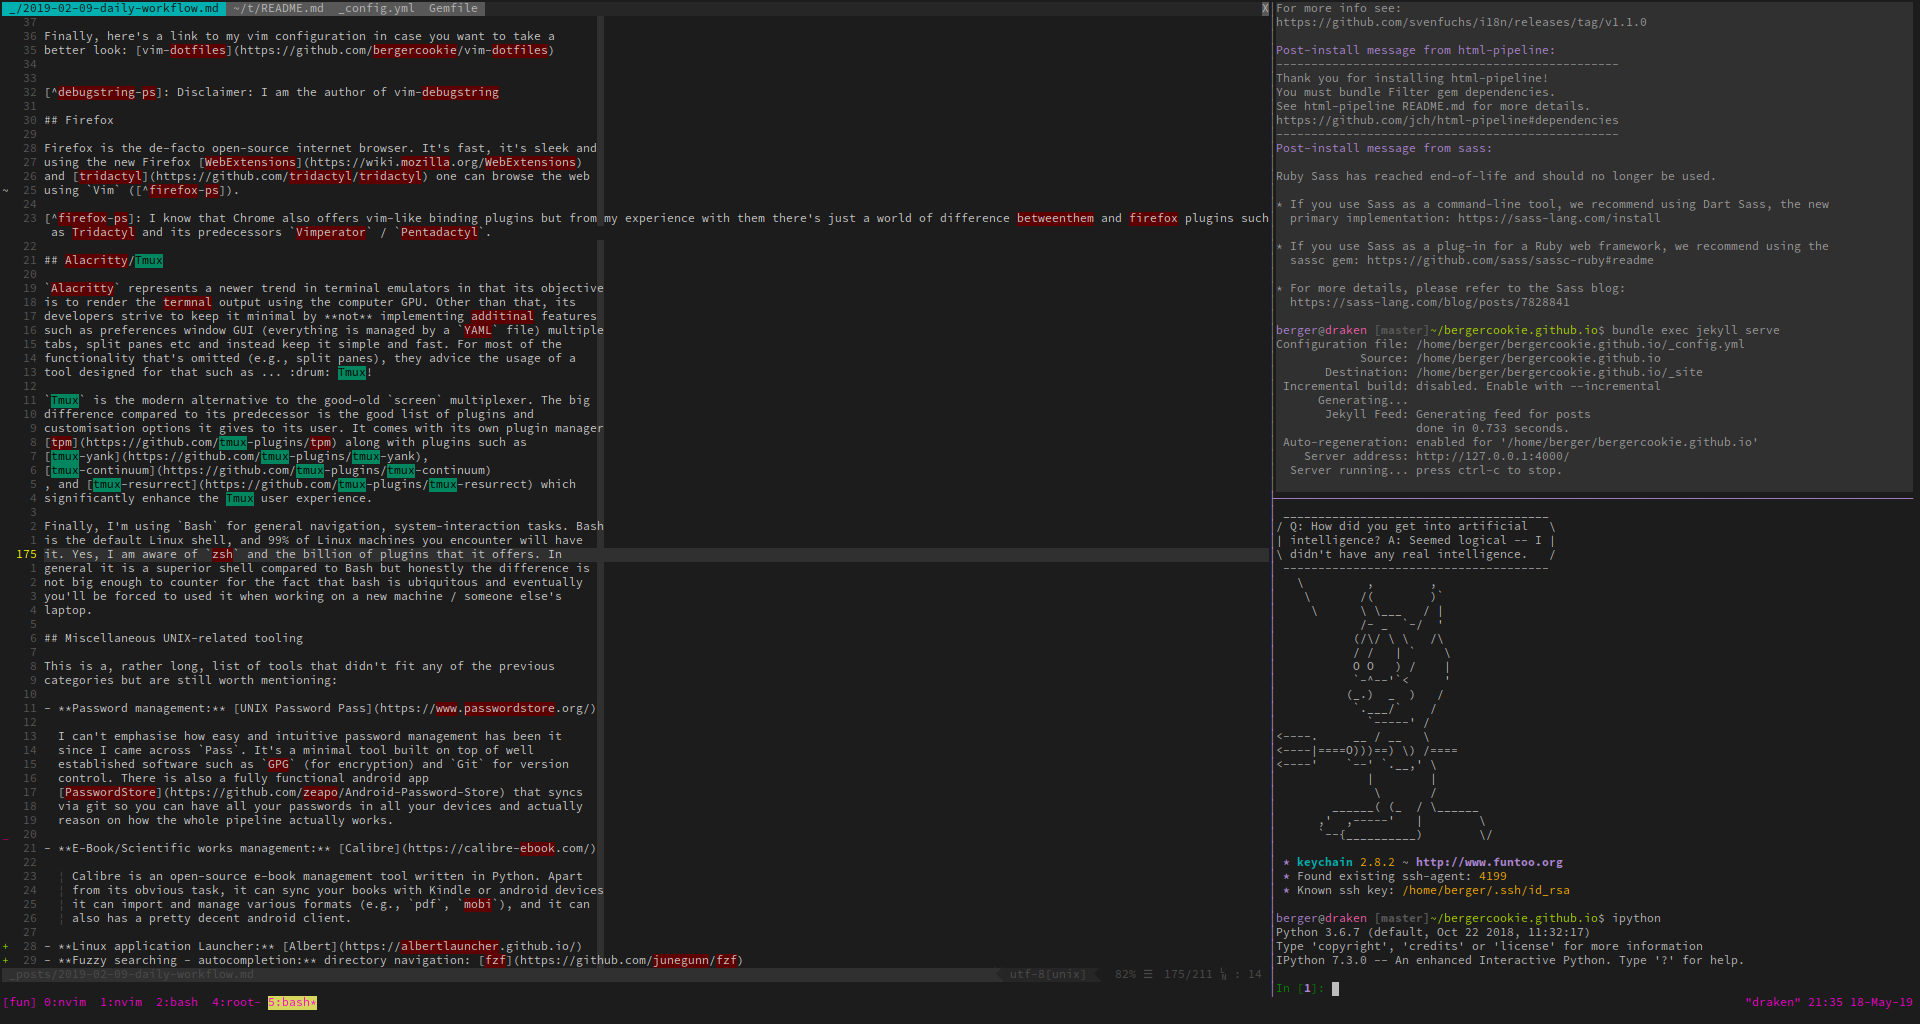 _/2019-02-09-daily-workflow.md  ~/t/README.md  _config.yml  Gemfile  X
37
36 Finally, here's a link to my vim configuration in case you want to take a
35 better look: [vim-dotfiles](https://github.com/bergercookie/vim-dotfiles)
34
33
32 [^debugstring-ps]: Disclaimer: I am the author of vim-debugstring
31
30 ## Firefox
29
28 Firefox is the de-facto open-source internet browser. It's fast, it's sleek and
27 using the new Firefox [WebExtensions](https://wiki.mozilla.org/WebExtensions)
26 and [tridactyl](https://github.com/tridactyl/tridactyl) one can browse the web
~ 25 using `Vim` ([^firefox-ps]).
24
23 [^firefox-ps]: I know that Chrome also offers vim-like binding plugins but from my experience with them there's just a world of difference betweenthem and firefox plugins such
as Tridactyl and its predecessors `Vimperator` / `Pentadactyl`.
22
21 ## Alacritty/Tmux
20
19 `Alacritty` represents a newer trend in terminal emulators in that its objective
18 is to render the termnal output using the computer GPU. Other than that, its
17 developers strive to keep it minimal by **not** implementing additinal features
16 such as preferences window GUI (everything is managed by a `YAML` file) multiple
15 tabs, split panes etc and instead keep it simple and fast. For most of the
14 functionality that's omitted (e.g., split panes), they advice the usage of a
13 tool designed for that such as ... :drum: Tmux!
12
11 `Tmux` is the modern alternative to the good-old `screen` multiplexer. The big
10 difference compared to its predecessor is the good list of plugins and
9 customisation options it gives to its user. It comes with its own plugin manager
8 [tpm](https://github.com/tmux-plugins/tpm) along with plugins such as
7 [tmux-yank](https://github.com/tmux-plugins/tmux-yank),
6 [tmux-continuum](https://github.com/tmux-plugins/tmux-continuum)
5 , and [tmux-resurrect](https://github.com/tmux-plugins/tmux-resurrect) which
4 significantly enhance the Tmux user experience.
3
2 Finally, I'm using `Bash` for general navigation, system-interaction tasks. Bash
1 is the default Linux shell, and 99% of Linux machines you encounter will have
175 it. Yes, I am aware of `zsh` and the billion of plugins that it offers. In
1 general it is a superior shell compared to Bash but honestly the difference is
2 not big enough to counter for the fact that bash is ubiquitous and eventually
3 you'll be forced to used it when working on a new machine / someone else's
4 laptop.
5
6 ## Miscellaneous UNIX-related tooling
7
8 This is a, rather long, list of tools that didn't fit any of the previous
9 categories but are still worth mentioning:
10
11 - **Password management:** [UNIX Password Pass](https://www.passwordstore.org/)
12
13 I can't emphasise how easy and intuitive password management has been it
14 since I came across `Pass`. It's a minimal tool built on top of well
15 established software such as `GPG` (for encryption) and `Git` for version
16 control. There is also a fully functional android app
17 [PasswordStore](https://github.com/zeapo/Android-Password-Store) that syncs
18 via git so you can have all your passwords in all your devices and actually
19 reason on how the whole pipeline actually works.
_ 20
21 - **E-Book/Scientific works management:** [Calibre](https://calibre-ebook.com/)
22
23 ¦ Calibre is an open-source e-book management tool written in Python. Apart
24 ¦ from its obvious task, it can sync your books with Kindle or android devices
25 ¦ it can import and manage various formats (e.g., `pdf`, `mobi`), and it can
26 ¦ also has a pretty decent android client.
27
+ 28 - **Linux application Launcher:** [Albert](https://albertlauncher.github.io/)
+ 29 - **Fuzzy searching - autocompletion:** directory navigation: [fzf](https://github.com/junegunn/fzf)
_posts/2019-02-09-daily-workflow.md  utf-8[unix]  82% ☰ 175/211 ㏑ : 14
For more info see:
https://github.com/svenfuchs/i18n/releases/tag/v1.1.0
Post-install message from html-pipeline:
-------------------------------------------------
Thank you for installing html-pipeline!
You must bundle Filter gem dependencies.
See html-pipeline README.md for more details.
https://github.com/jch/html-pipeline#dependencies
-------------------------------------------------
Post-install message from sass:
Ruby Sass has reached end-of-life and should no longer be used.
* If you use Sass as a command-line tool, we recommend using Dart Sass, the new
primary implementation: https://sass-lang.com/install
* If you use Sass as a plug-in for a Ruby web framework, we recommend using the
sassc gem: https://github.com/sass/sassc-ruby#readme
* For more details, please refer to the Sass blog:
https://sass-lang.com/blog/posts/7828841
berger@draken [master]~/bergercookie.github.io$ bundle exec jekyll serve
Configuration file: /home/berger/bergercookie.github.io/_config.yml
Source: /home/berger/bergercookie.github.io
Destination: /home/berger/bergercookie.github.io/_site
Incremental build: disabled. Enable with --incremental
Generating...
Jekyll Feed: Generating feed for posts
done in 0.733 seconds.
Auto-regeneration: enabled for '/home/berger/bergercookie.github.io'
Server address: http://127.0.0.1:4000/
Server running... press ctrl-c to stop.
/ Q: How did you get into artificial \
| intelligence? A: Seemed logical -- I |
\ didn't have any real intelligence. /
* keychain 2.8.2 ~ http://www.funtoo.org
* Found existing ssh-agent: 4199
* Known ssh key: /home/berger/.ssh/id_rsa
berger@draken [master]~/bergercookie.github.io$ ipython
Python 3.6.7 (default, Oct 22 2018, 11:32:17)
Type 'copyright', 'credits' or 'license' for more information
IPython 7.3.0 -- An enhanced Interactive Python. Type '?' for help.
In [1]:
[fun] 0:nvim  1:nvim  2:bash  4:root- 5:bash*  "draken" 21:35 18-May-19